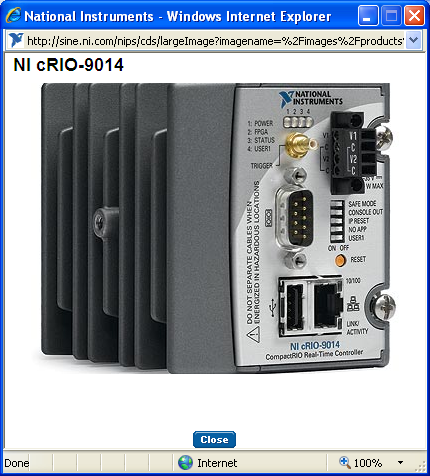 National Instruments - Windows Internet Explorer
http://sine.ni.com/nips/cds/largeImage?imagename=%2Fimages%2Fproducts
NI cRIO-9014
NATIONAL
INSTRUMENTS
1 2 3 4
1: POWER
2: FPGA
3: STATUS
4: USER1
TRIGGER
V1
C
V2
C
V1
C
V2
C
W MAX
SAFE MODE
CONSOLE OUT
IP RESET
NO APP
USER1
ON OFF
RESET
DO NOT SEPARATE CABLES WHEN
ENERGIZED IN HAZARDOUS LOCATIONS
10/100
LINK/
ACTIVITY
NI cRIO-9014
CompactRIO Real-Time Controller
Close
Done
Internet
100%